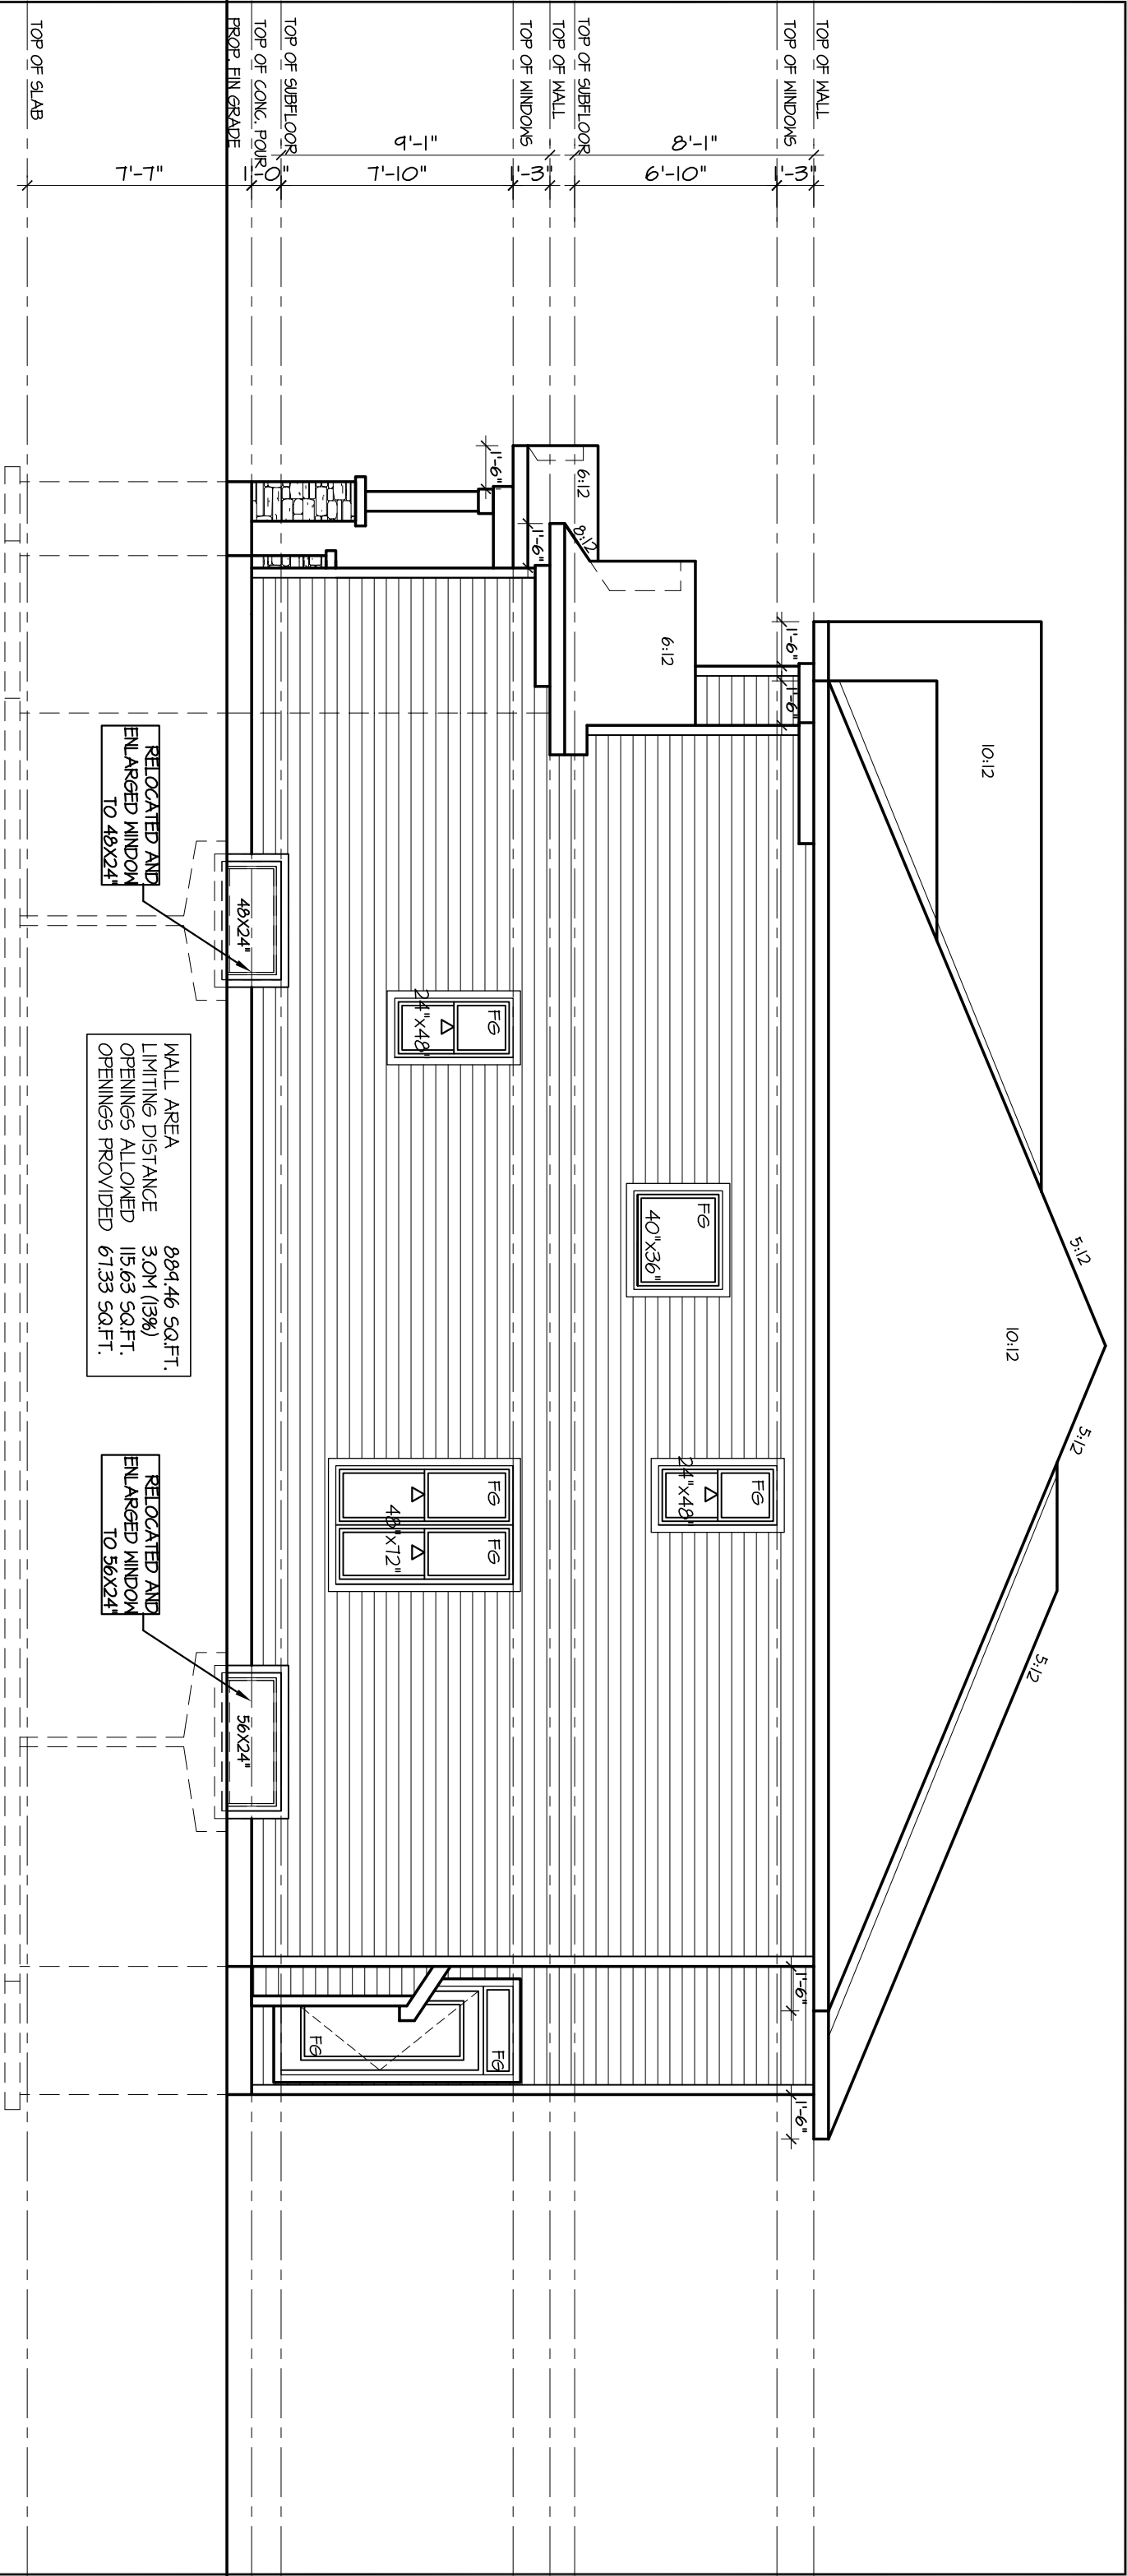 TOP OF WALL
TOP OF WINDOWS
TOP OF SUBFLOOR
TOP OF WALL
TOP OF WINDOWS
TOP OF SUBFLOOR
TOP OF CONC. POUR
PROP. FIN GRADE
TOP OF SLAB
8'-1"
9'-1"
1'-3"
6'-10"
1'-3"
7'-10"
1'-0"
7'-7"
10:12
5:12
10:12
5:12
5:12
1'-6"
1'-6"
1'-6"
1'-6"
6:12
6:12
8:12
1'-6"
1'-6"
FG
40"x36"
FG
24"x48"
FG
24"x48"
FG
FG
48"x72"
FG
FG
48X24"
56X24"
RELOCATED AND
ENLARGED WINDOW
TO 48X24"
WALL AREA 889.46 SQ.FT.
LIMITING DISTANCE 3.0M (13%)
OPENINGS ALLOWED 115.63 SQ.FT.
OPENINGS PROVIDED 67.33 SQ.FT.
RELOCATED AND
ENLARGED WINDOW
TO 56X24"